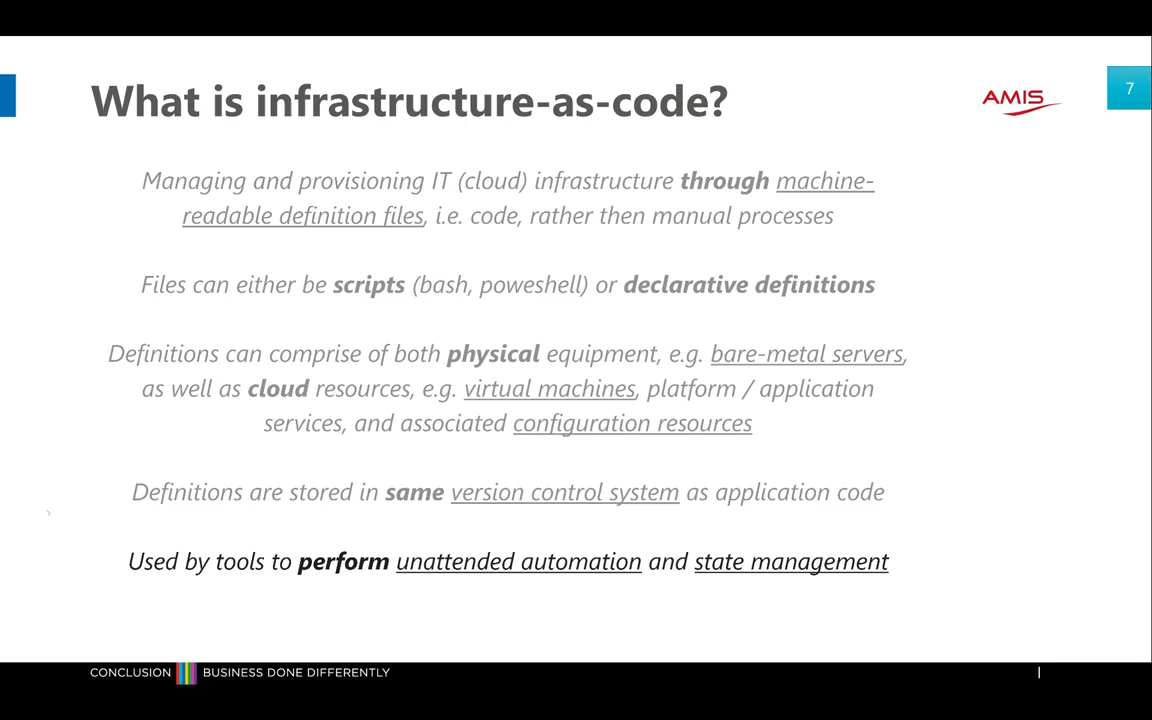 What is infrastructure-as-code?
AMIS
7
Managing and provisioning IT (cloud) infrastructure through machine-
readable definition files, i.e. code, rather then manual processes
Files can either be scripts (bash, poweshell) or declarative definitions
Definitions can comprise of both physical equipment, e.g. bare-metal servers,
as well as cloud resources, e.g. virtual machines, platform / application
services, and associated configuration resources
Definitions are stored in same version control system as application code
Used by tools to perform unattended automation and state management
CONCLUSION BUSINESS DONE DIFFERENTLY
|